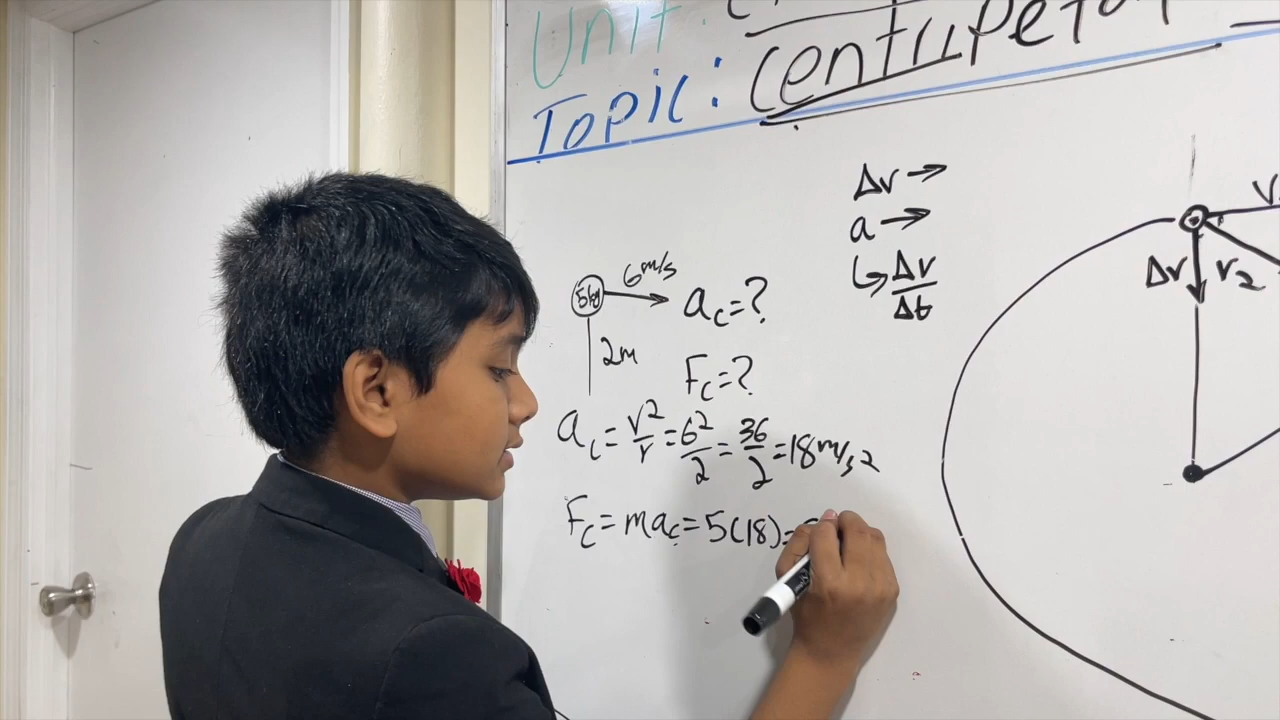 Unit:
Topic: Centripetal
Δv →
a →
↳ Δv/Δt
V₂
Δv
6 m/s
5kg
a_c = ?
2m
F_c = ?
a_c = v²/r = 6²/2 = 36/2 = 18 m/s²
F_c = ma_c = 5(18) =